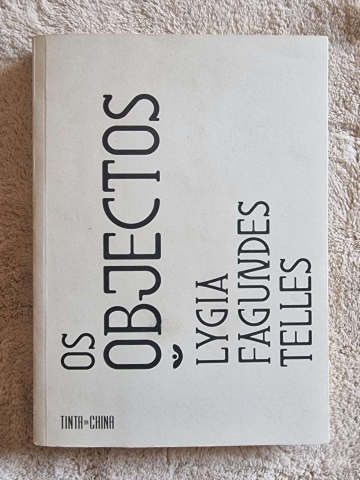 OS
OBJECTOS
LYGIA
FAGUNDES
TELLES
TINTA DA CHINA